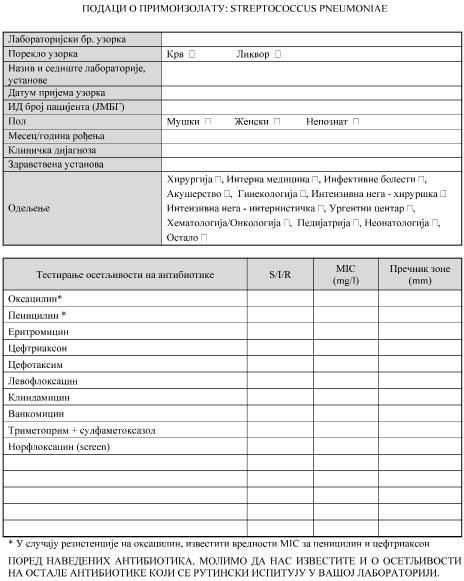 ПОДАЦИ О ПРИМОИЗОЛАТУ: STREPTOCOCCUS PNEUMONIAE
Лабораторијски бр. узорка
Порекло узорка Крв □ Ликвор □
Назив и седиште лабораторије,
установе
Датум пријема узорка
ИД број пацијента (ЈМБГ)
Пол Мушки □ Женски □ Непознат □
Месец/година рођења
Клиничка дијагноза
Здравствена установа
Одељење
Хирургија □, Интерна медицина □, Инфективне болести □,
Акушерство □, Гинекологија □, Интензивна нега - хируршка □
Интензивна нега - интернистичка □, Ургентни центар □,
Хематологија/Онкологија □, Педијатрија □, Неонатологија □,
Остало □
Тестирање осетљивости на антибиотике S/I/R MIC (mg/l) Пречник зоне (mm)
Оксацилин*
Пеницилин *
Еритромицин
Цефтриаксон
Цефотаксим
Левофлоксацин
Клиндамицин
Ванкомицин
Триметоприм + сулфаметоксазол
Норфлоксацин (screen)
* У случају резистенције на оксацилин, известити вредности MIC за пеницилин и цефтриаксон
ПОРЕД НАВЕДЕНИХ АНТИБИОТИКА, МОЛИМО ДА НАС ИЗВЕСТИТЕ И О ОСЕТЉИВОСТИ
НА ОСТАЛЕ АНТИБИОТИКЕ КОЈИ СЕ РУТИНСКИ ИСПИТУЈУ У ВАШОЈ ЛАБОРАТОРИЈИ.